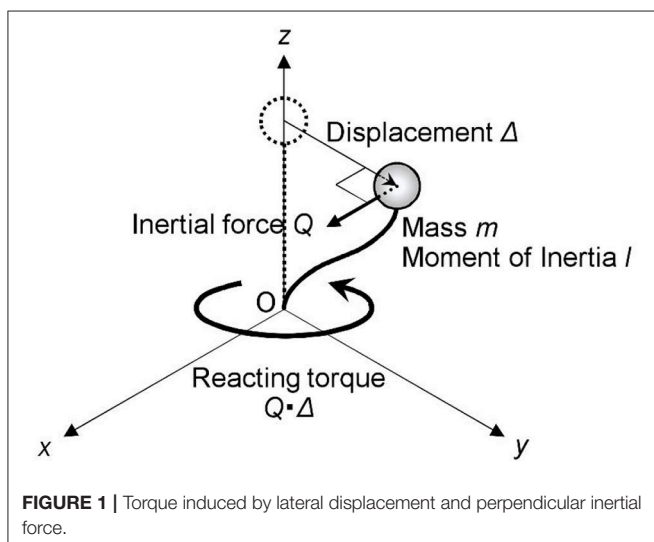 z
Displacement Δ
Inertial force Q
Mass m
Moment of Inertia I
O
Reacting torque
Q·Δ
x
y
FIGURE 1 | Torque induced by lateral displacement and perpendicular inertial
force.